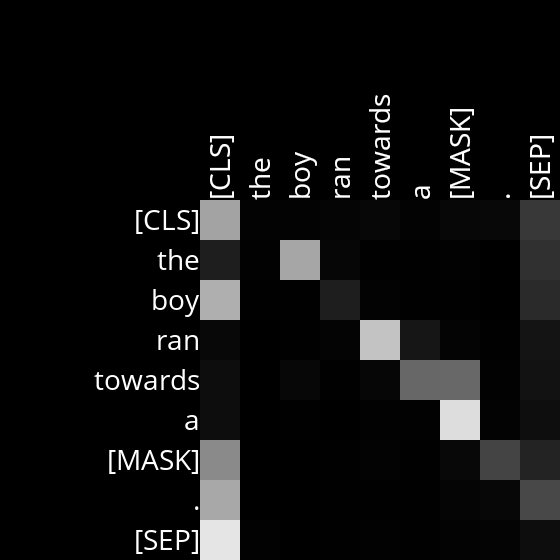 [CLS] the boy ran towards a [MASK] . [SEP]
[CLS]
the
boy
ran
towards
a
[MASK]
.
[SEP]